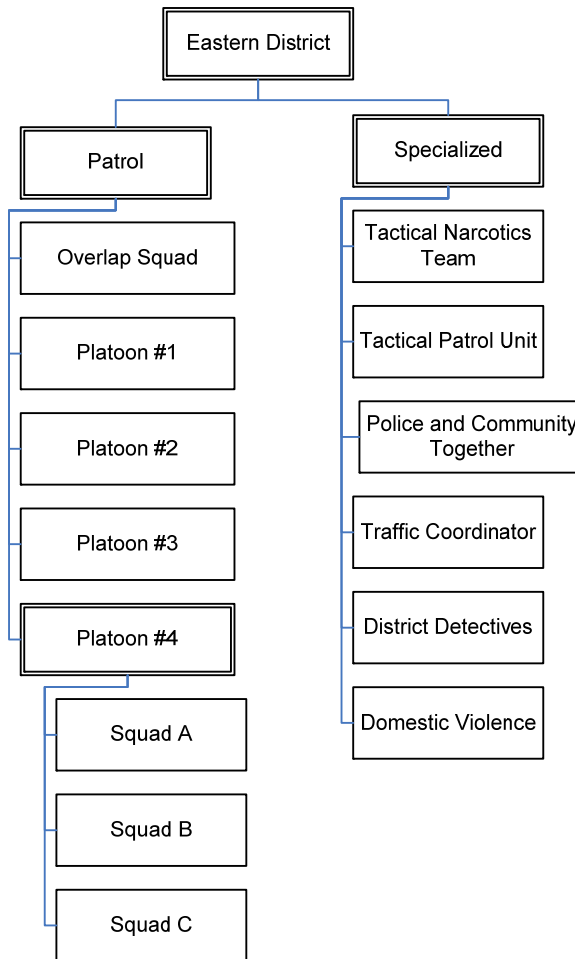 Eastern District
Patrol
Overlap Squad
Platoon #1
Platoon #2
Platoon #3
Platoon #4
Squad A
Squad B
Squad C
Specialized
Tactical Narcotics
Team
Tactical Patrol Unit
Police and Community
Together
Traffic Coordinator
District Detectives
Domestic Violence